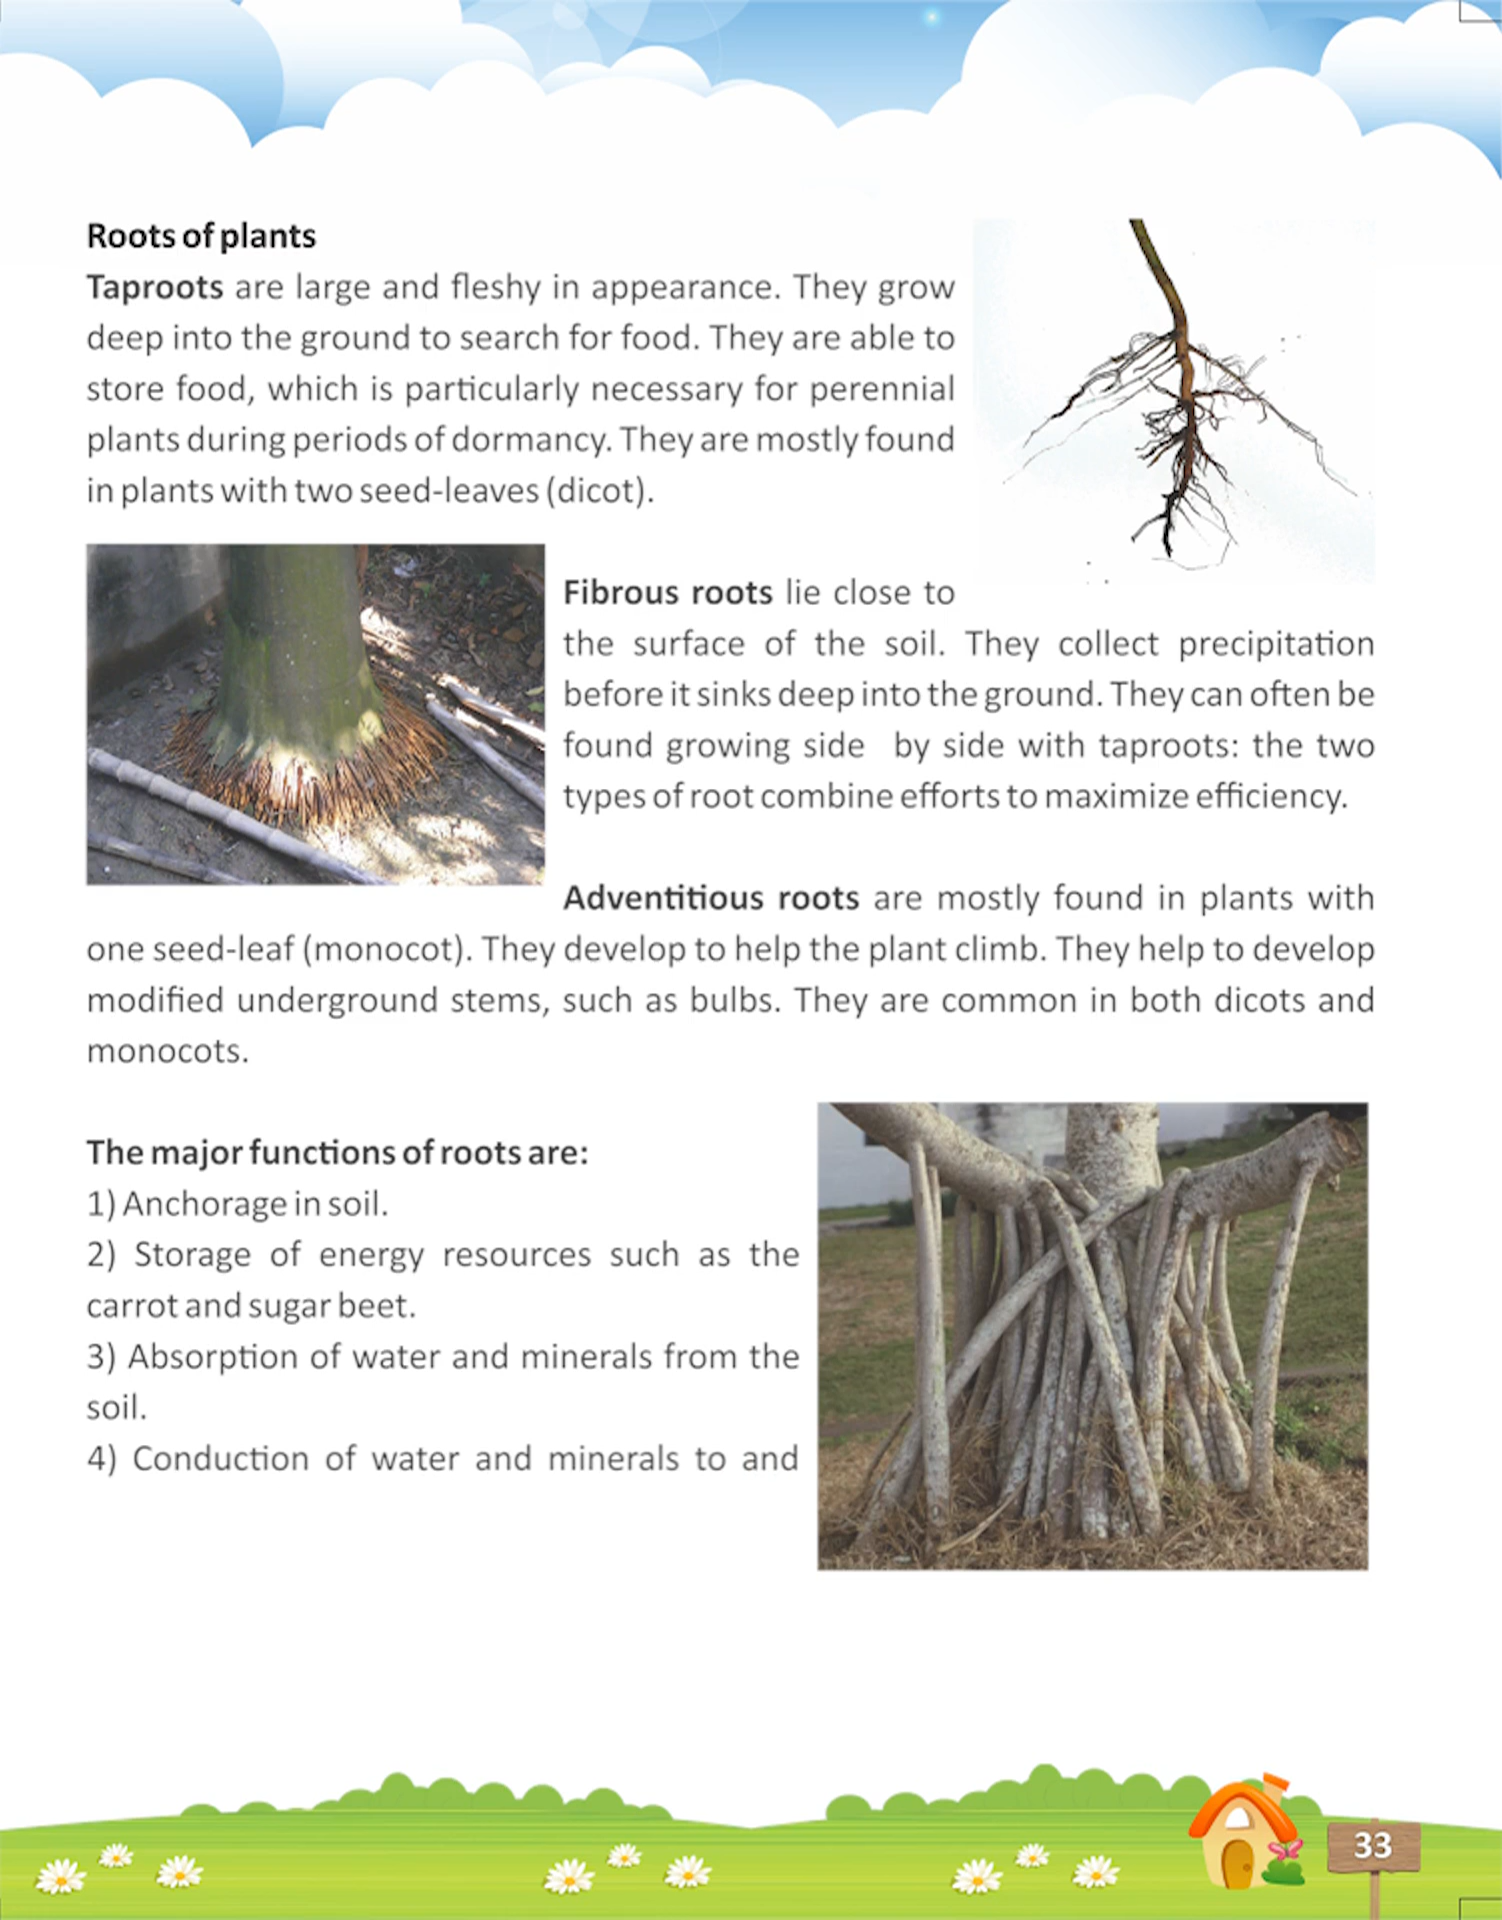 Roots of plants
Taproots are large and fleshy in appearance. They grow
deep into the ground to search for food. They are able to
store food, which is particularly necessary for perennial
plants during periods of dormancy. They are mostly found
in plants with two seed-leaves (dicot).
Fibrous roots lie close to
the surface of the soil. They collect precipitation
before it sinks deep into the ground. They can often be
found growing side by side with taproots: the two
types of root combine efforts to maximize efficiency.
Adventitious roots are mostly found in plants with
one seed-leaf (monocot). They develop to help the plant climb. They help to develop
modified underground stems, such as bulbs. They are common in both dicots and
monocots.
The major functions of roots are:
1) Anchorage in soil.
2) Storage of energy resources such as the
carrot and sugar beet.
3) Absorption of water and minerals from the
soil.
4) Conduction of water and minerals to and
33